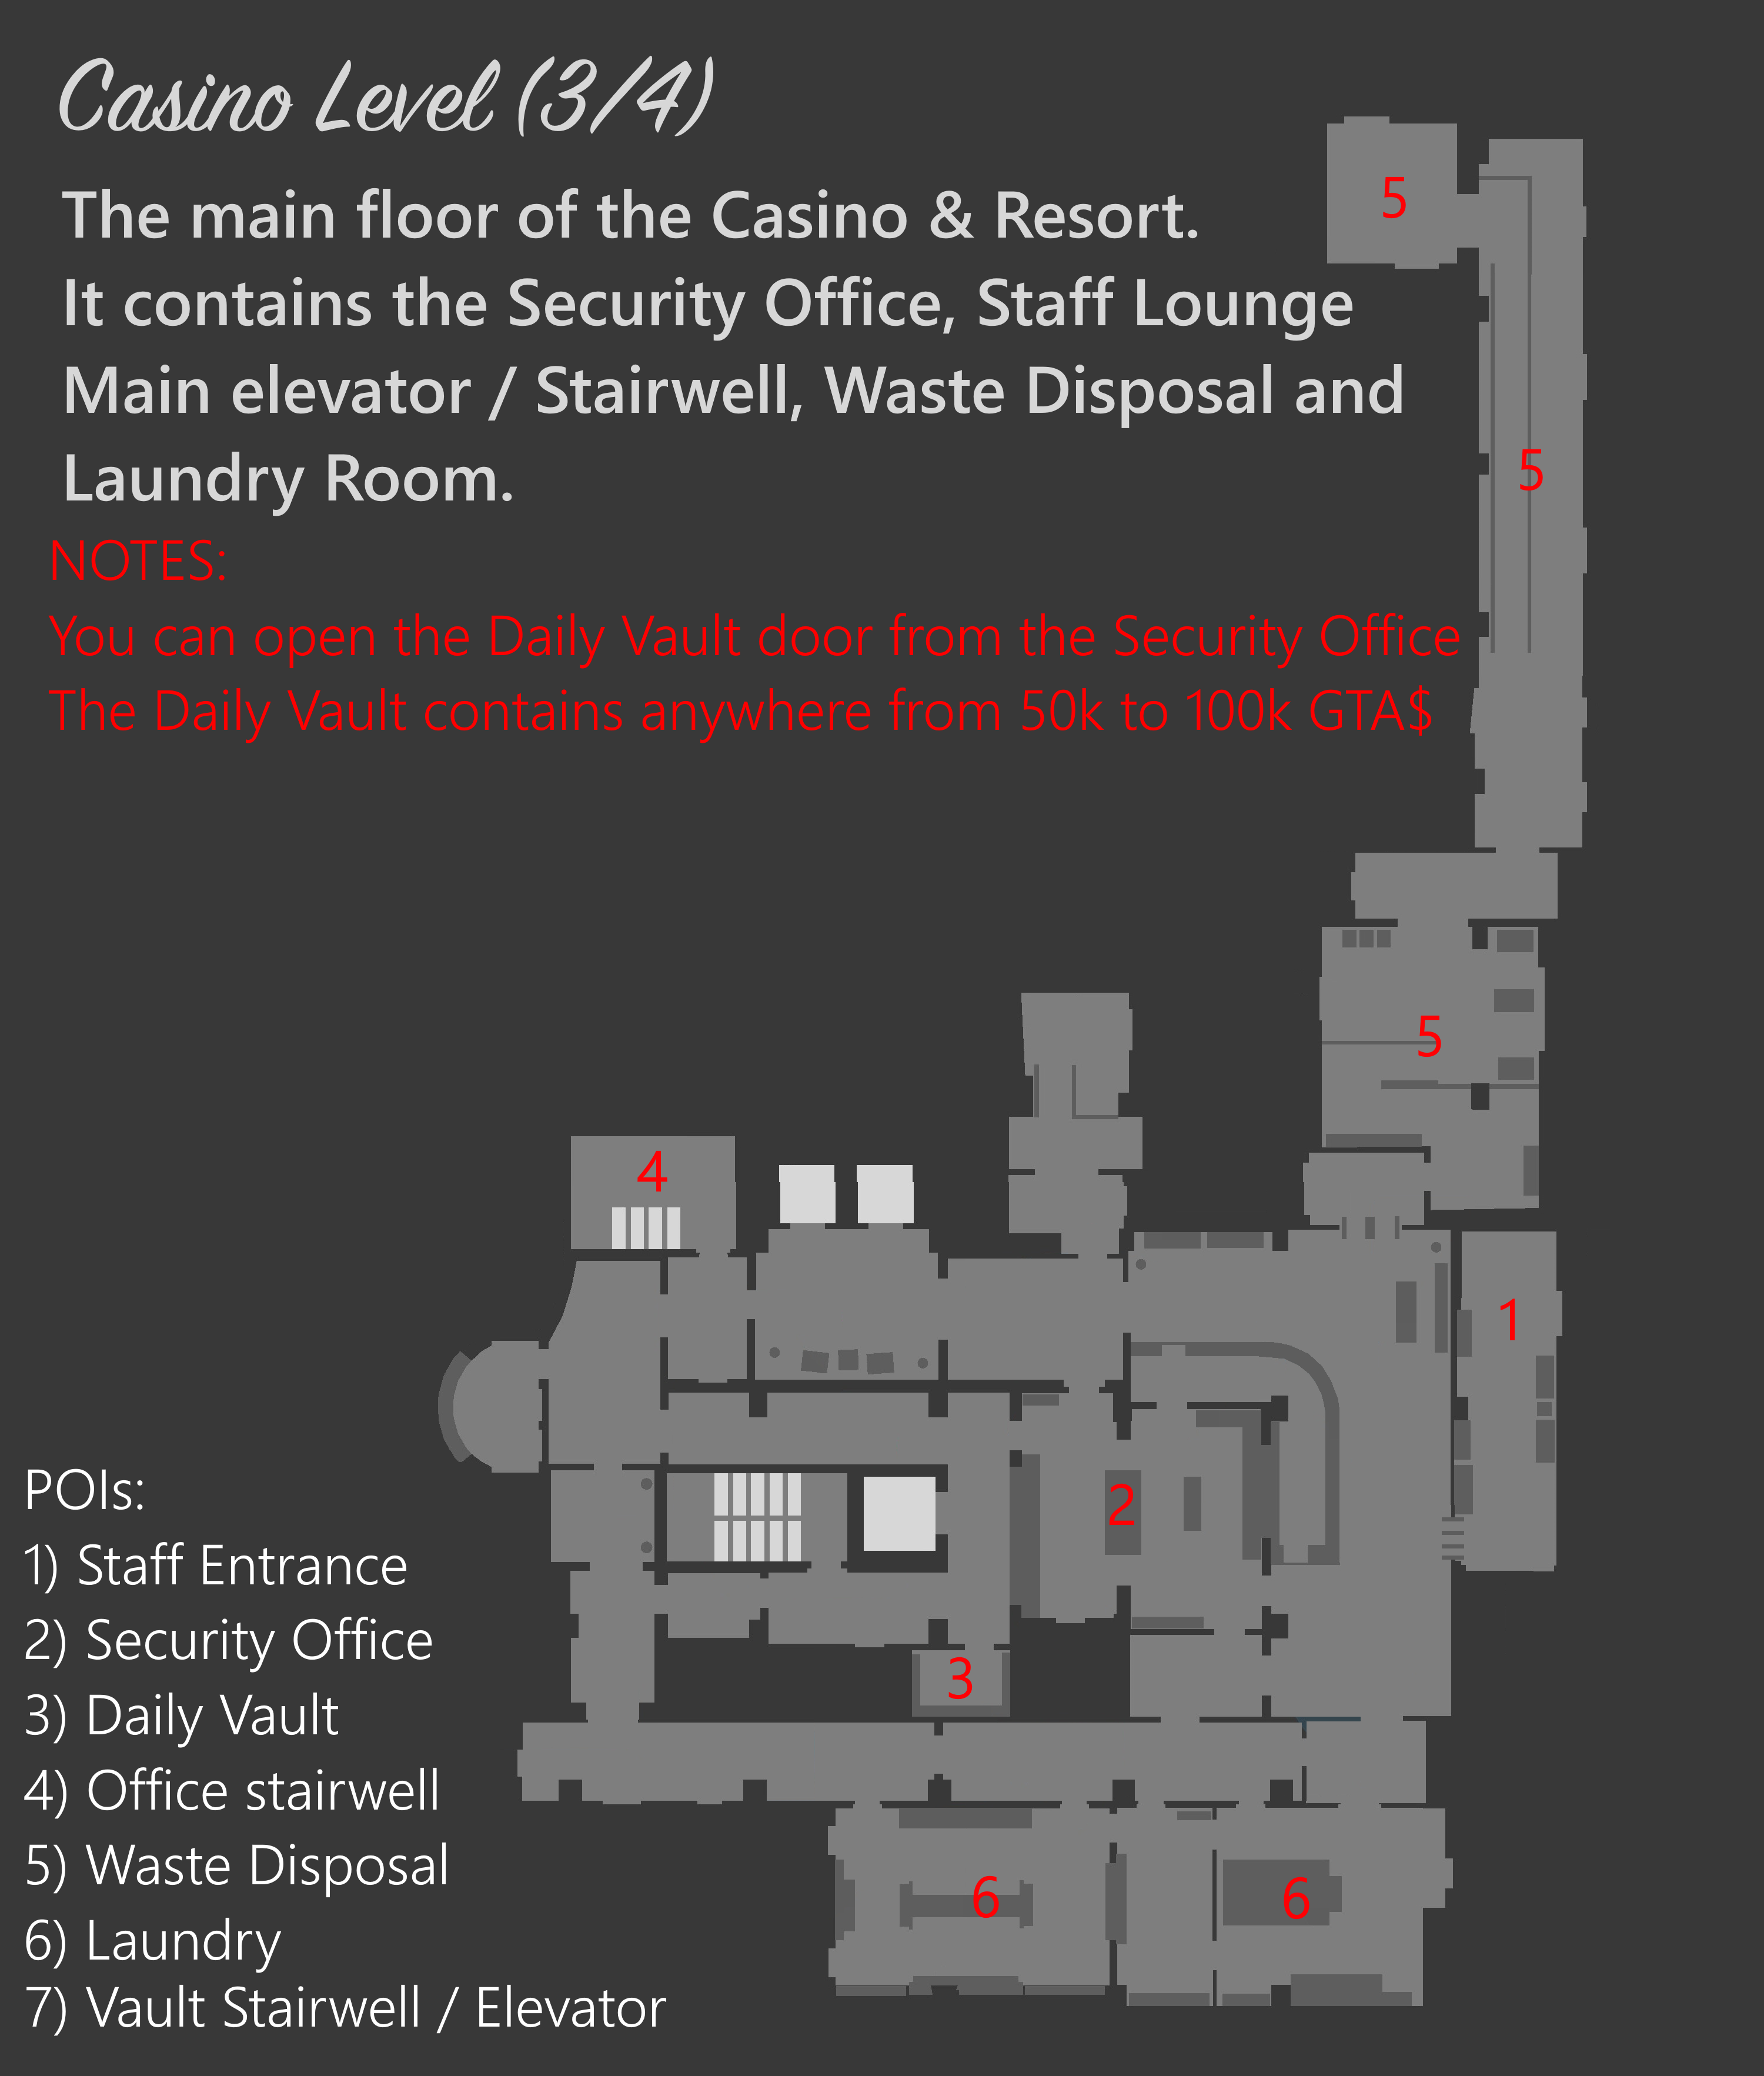 Casino Level (3/4)
The main floor of the Casino & Resort.
It contains the Security Office, Staff Lounge
Main elevator / Stairwell, Waste Disposal and
Laundry Room.
NOTES:
You can open the Daily Vault door from the Security Office
The Daily Vault contains anywhere from 50k to 100k GTA$
5
5
5
4
1
2
3
6
6
POIs:
1) Staff Entrance
2) Security Office
3) Daily Vault
4) Office stairwell
5) Waste Disposal
6) Laundry
7) Vault Stairwell / Elevator